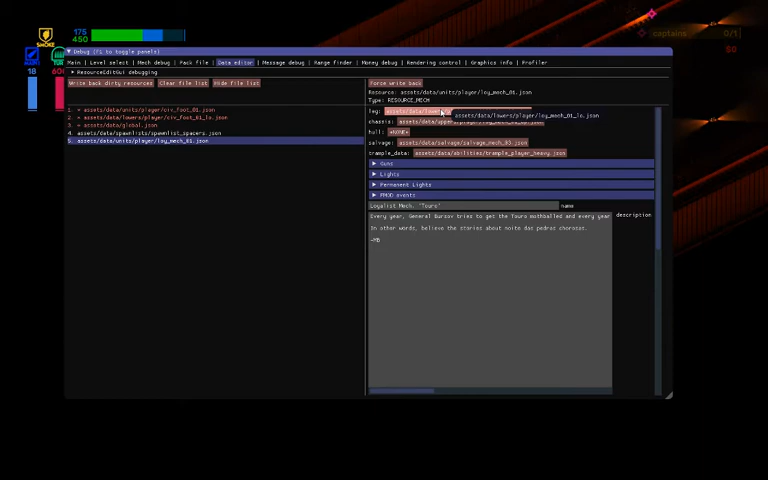 175
450
SMOKE
MAIN
18
captains 0/1
$0
▼ Debug (F1 to toggle panels)
Main | Level select | Mech debug | Pack file | Data editor | Message debug | Range finder | Money debug | Rendering control | Graphics info | Profiler
▶ ResourceEditGui debugging
Write back dirty resources Clear file list Hide file list
1. * assets/data/units/player/civ_foot_01.json
2. * assets/data/lowers/player/civ_foot_01_lo.json
3. * assets/data/global.json
4. assets/data/spawnlists/spawnlist_spacers.json
5. assets/data/units/player/loy_mech_01.json
Force write back
Resource: assets/data/units/player/loy_mech_01.json
Type: RESOURCE_MECH
leg:
assets/data/lowers/player/loy_mech_01_lo.json
chassis:
hull: <NONE>
salvage: assets/data/salvage/salvage_mech_03.json
trample_data: assets/data/abilities/trample_player_heavy.json
▶ Guns
▶ Lights
▶ Permanent Lights
▶ FMOD events
Loyalist Mech, 'Touro' name
Every year, General Bursov tries to get the Touro mothballed and every year
description
In other words, believe the stories about noite das pedras chorosas.
-Mb